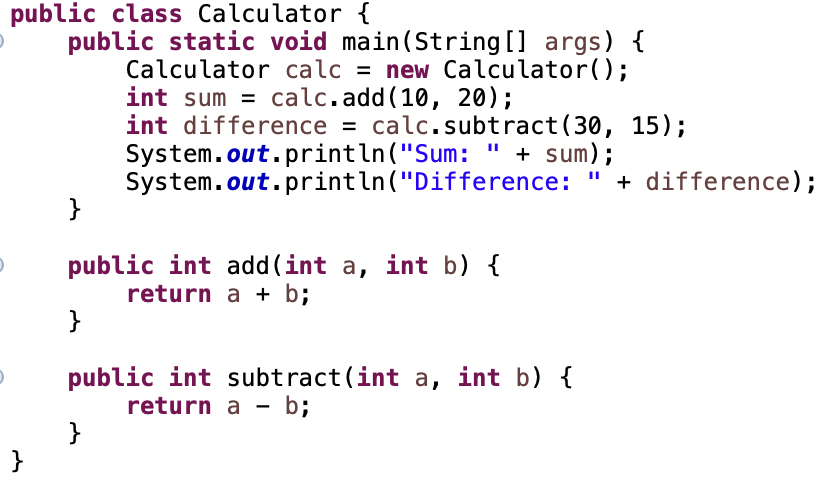 public class Calculator {
    public static void main(String[] args) {
        Calculator calc = new Calculator();
        int sum = calc.add(10, 20);
        int difference = calc.subtract(30, 15);
        System.out.println("Sum: " + sum);
        System.out.println("Difference: " + difference);
    }

    public int add(int a, int b) {
        return a + b;
    }

    public int subtract(int a, int b) {
        return a - b;
    }
}